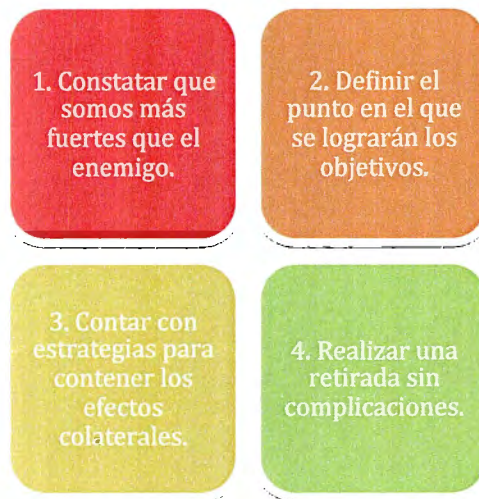 1. Constatar que
somos más
fuertes que el
enemigo.
2. Definir el
punto en el que
se lograrán los
objetivos.
3. Contar con
estrategias para
contener los
efectos
colaterales.
4. Realizar una
retirada sin
complicaciones.